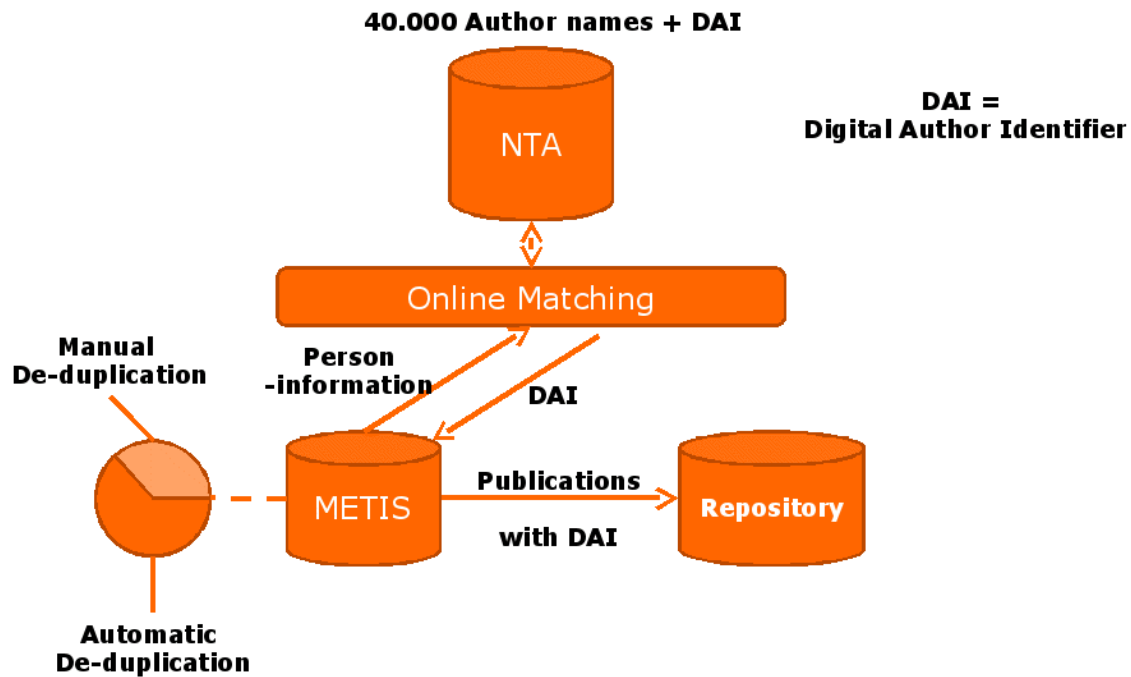 40.000 Author names + DAI
DAI =
Digital Author Identifier
NTA
Online Matching
Manual
De-duplication
Person
-information
DAI
METIS
Publications
with DAI
Repository
Automatic
De-duplication